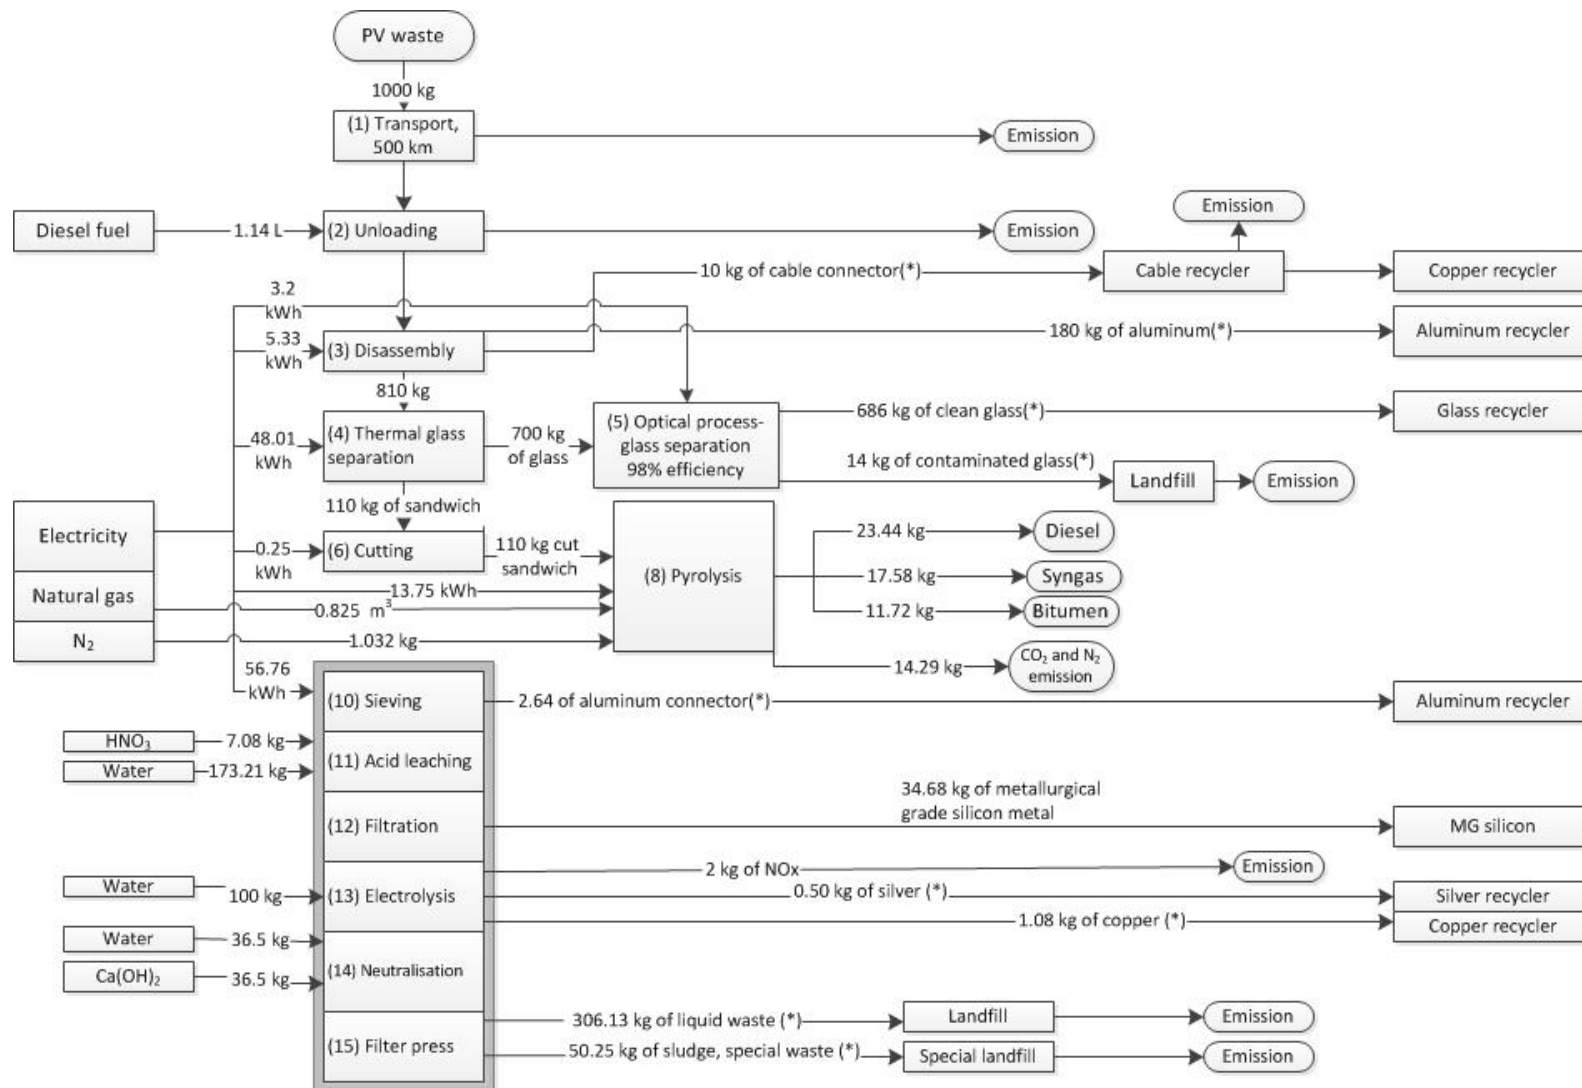 PV waste
1000 kg
(1) Transport,
500 km
Emission
Emission
Diesel fuel
1.14 L
(2) Unloading
Emission
10 kg of cable connector(*)
Cable recycler
Copper recycler
3.2
kWh
5.33
kWh
(3) Disassembly
180 kg of aluminum(*)
Aluminum recycler
810 kg
48.01
kWh
(4) Thermal glass
separation
700 kg
of glass
(5) Optical process-
glass separation
98% efficiency
686 kg of clean glass(*)
Glass recycler
14 kg of contaminated glass(*)
Landfill
Emission
110 kg of sandwich
Electricity
0.25
kWh
(6) Cutting
110 kg cut
sandwich
(8) Pyrolysis
23.44 kg
Diesel
17.58 kg
Syngas
11.72 kg
Bitumen
13.75 kWh
Natural gas
0.825 m³
N₂
1.032 kg
14.29 kg
CO₂ and N₂
emission
56.76
kWh
(10) Sieving
2.64 of aluminum connector(*)
Aluminum recycler
HNO₃
7.08 kg
Water
173.21 kg
(11) Acid leaching
34.68 kg of metallurgical
grade silicon metal
(12) Filtration
MG silicon
2 kg of NOx
Emission
Water
100 kg
(13) Electrolysis
0.50 kg of silver (*)
Silver recycler
1.08 kg of copper (*)
Copper recycler
Water
36.5 kg
Ca(OH)₂
36.5 kg
(14) Neutralisation
306.13 kg of liquid waste (*)
Landfill
Emission
(15) Filter press
50.25 kg of sludge, special waste (*)
Special landfill
Emission